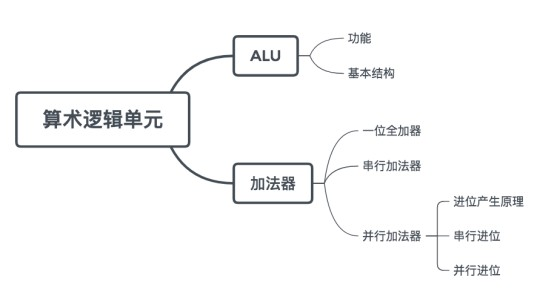 算术逻辑单元
ALU
功能
基本结构
加法器
一位全加器
串行加法器
并行加法器
进位产生原理
串行进位
并行进位